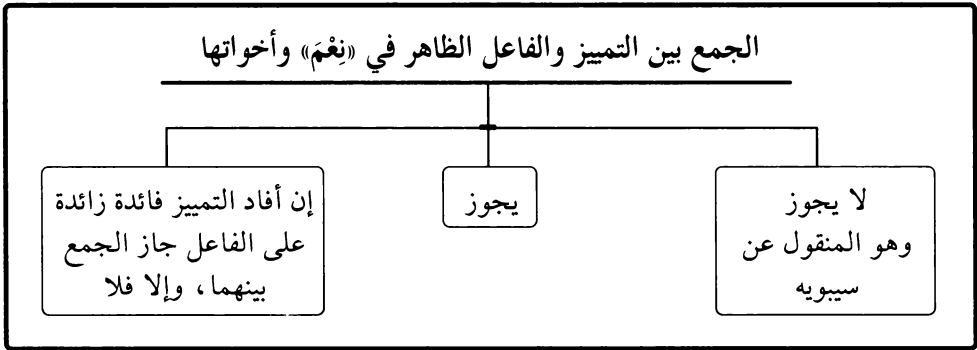 الجمع بين التمييز والفاعل الظاهر في «نِعْمَ» وأخواتها
لا يجوز
وهو المنقول عن
سيبويه
يجوز
إن أفاد التمييز فائدة زائدة
على الفاعل جاز الجمع
بينهما، وإلا فلا